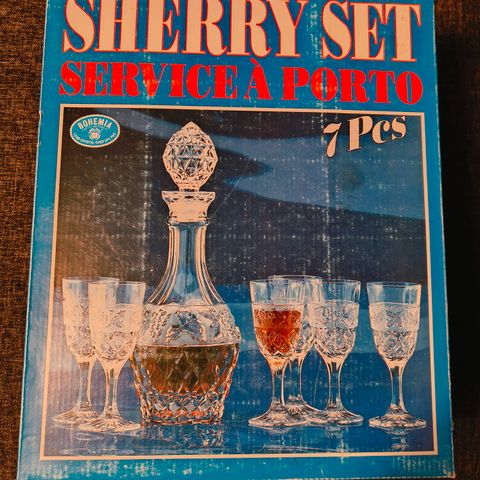 SHERRY SET
SERVICE À PORTO
7 Pcs
BOHEMIA